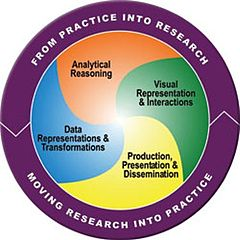 FROM PRACTICE INTO RESEARCH
Analytical
Reasoning
Visual
Representation
& Interactions
Data
Representations &
Transformations
Production,
Presentation &
Dissemination
MOVING RESEARCH INTO PRACTICE